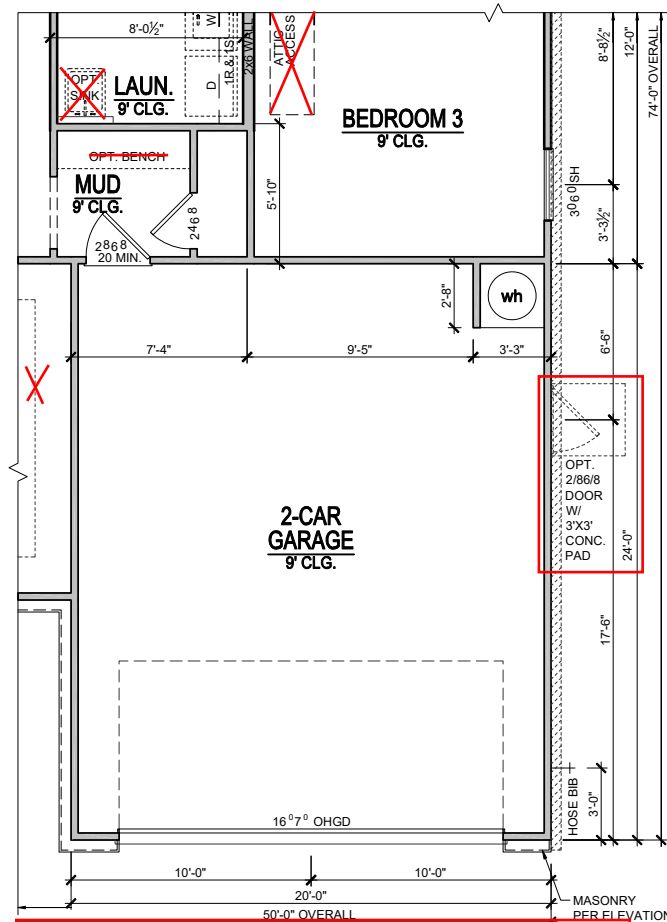 8'-0½"
W
D
1R & 1S
2x6 WALL
ATTIC
ACCESS
OPT
SINK
LAUN.
9' CLG.
BEDROOM 3
9' CLG.
8'-8½"
12'-0"
74'-0" OVERALL
OPT. BENCH
MUD
9' CLG.
5'-10"
2468
2868
20 MIN.
3060 SH
3'-3½"
2'-8"
wh
6'-6"
7'-4"
9'-5"
3'-3"
OPT.
2/86/8
DOOR
W/
3'X3'
CONC.
PAD
24'-0"
2-CAR
GARAGE
9' CLG.
17'-6"
HOSE BIB
3'-0"
16⁰7⁰ OHGD
10'-0"
10'-0"
20'-0"
50'-0" OVERALL
MASONRY
PER ELEVATION